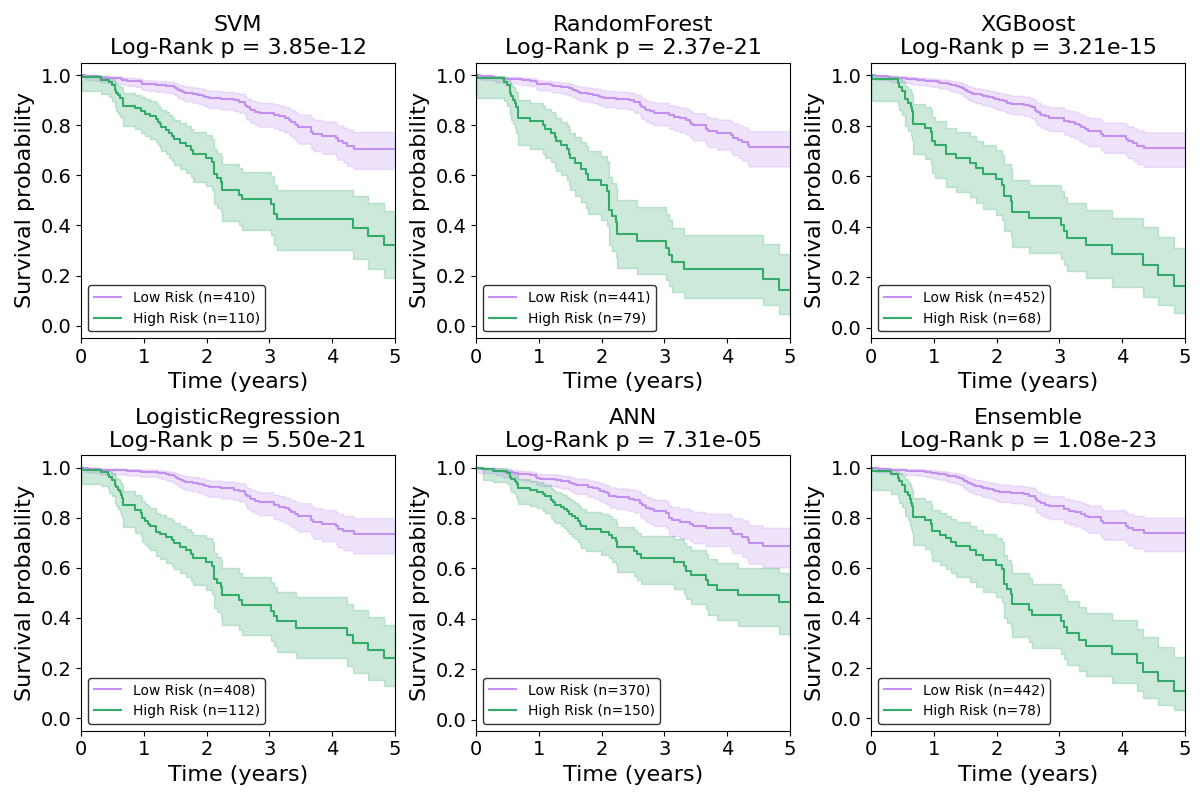 SVM
Log-Rank p = 3.85e-12
Survival probability
1.0
0.8
0.6
0.4
0.2
0.0
Low Risk (n=410)
High Risk (n=110)
0 1 2 3 4 5
Time (years)
RandomForest
Log-Rank p = 2.37e-21
Survival probability
1.0
0.8
0.6
0.4
0.2
0.0
Low Risk (n=441)
High Risk (n=79)
0 1 2 3 4 5
Time (years)
XGBoost
Log-Rank p = 3.21e-15
Survival probability
1.0
0.8
0.6
0.4
0.2
0.0
Low Risk (n=452)
High Risk (n=68)
0 1 2 3 4 5
Time (years)
LogisticRegression
Log-Rank p = 5.50e-21
Survival probability
1.0
0.8
0.6
0.4
0.2
0.0
Low Risk (n=408)
High Risk (n=112)
0 1 2 3 4 5
Time (years)
ANN
Log-Rank p = 7.31e-05
Survival probability
1.0
0.8
0.6
0.4
0.2
0.0
Low Risk (n=370)
High Risk (n=150)
0 1 2 3 4 5
Time (years)
Ensemble
Log-Rank p = 1.08e-23
Survival probability
1.0
0.8
0.6
0.4
0.2
0.0
Low Risk (n=442)
High Risk (n=78)
0 1 2 3 4 5
Time (years)